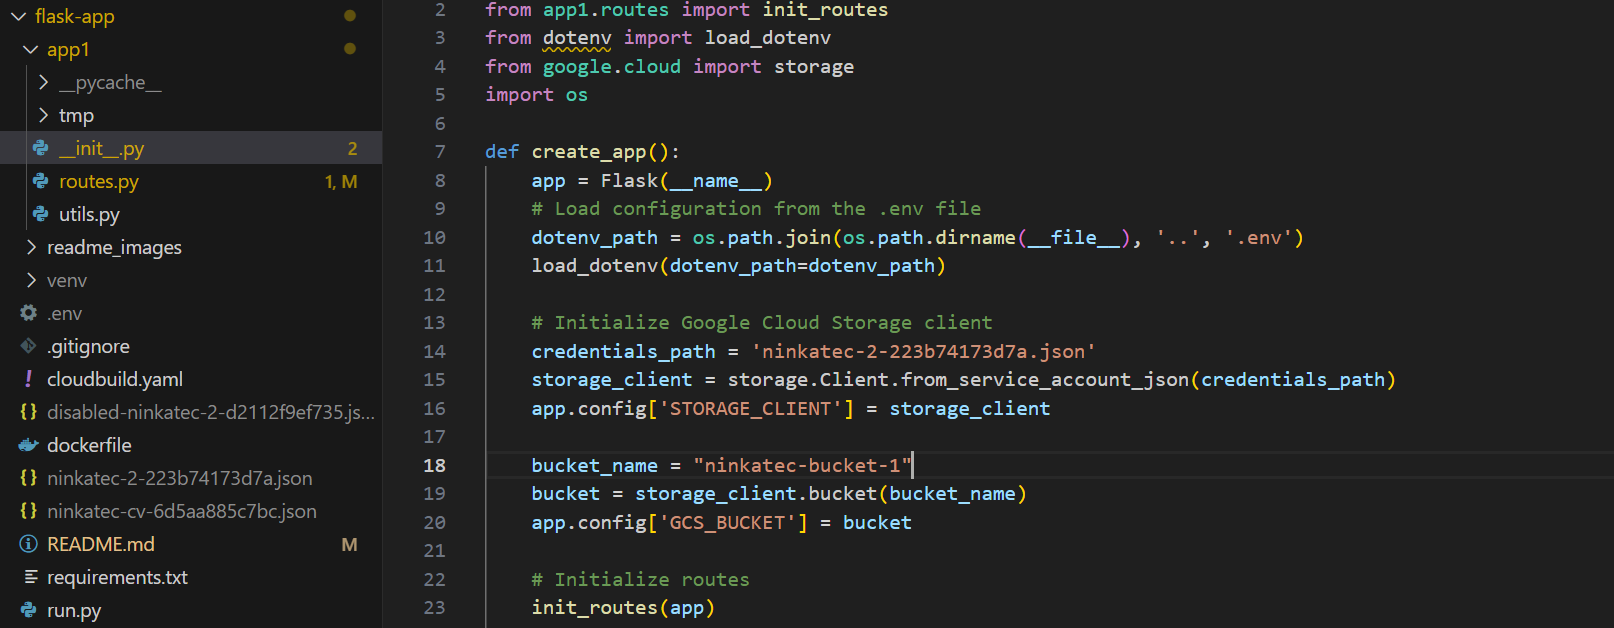 flask-app
app1
__pycache__
tmp
__init__.py 2
routes.py 1, M
utils.py
readme_images
venv
.env
.gitignore
cloudbuild.yaml
disabled-ninkatec-2-d2112f9ef735.js...
dockerfile
ninkatec-2-223b74173d7a.json
ninkatec-cv-6d5aa885c7bc.json
README.md M
requirements.txt
run.py
2 from app1.routes import init_routes
3 from dotenv import load_dotenv
4 from google.cloud import storage
5 import os
6
7 def create_app():
8 app = Flask(__name__)
9 # Load configuration from the .env file
10 dotenv_path = os.path.join(os.path.dirname(__file__), '..', '.env')
11 load_dotenv(dotenv_path=dotenv_path)
12
13 # Initialize Google Cloud Storage client
14 credentials_path = 'ninkatec-2-223b74173d7a.json'
15 storage_client = storage.Client.from_service_account_json(credentials_path)
16 app.config['STORAGE_CLIENT'] = storage_client
17
18 bucket_name = "ninkatec-bucket-1"
19 bucket = storage_client.bucket(bucket_name)
20 app.config['GCS_BUCKET'] = bucket
21
22 # Initialize routes
23 init_routes(app)